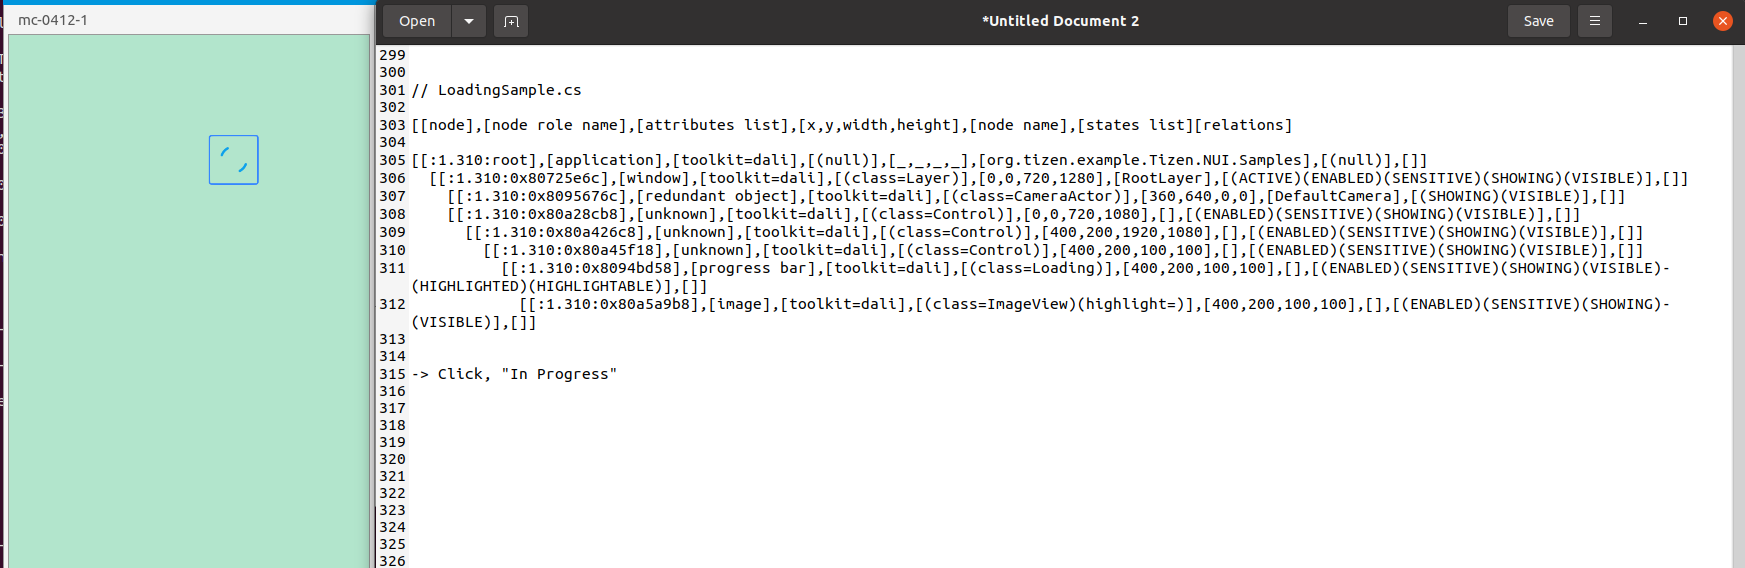 mc-0412-1
Open
*Untitled Document 2
Save
299
300
301 // LoadingSample.cs
302
303 [[node],[node role name],[attributes list],[x,y,width,height],[node name],[states list][relations]
304
305 [[:1.310:root],[application],[toolkit=dali],[(null)],[_,_,_,_],[org.tizen.example.Tizen.NUI.Samples],[(null)],[]]
306 [[:1.310:0x80725e6c],[window],[toolkit=dali],[(class=Layer)],[0,0,720,1280],[RootLayer],[(ACTIVE)(ENABLED)(SENSITIVE)(SHOWING)(VISIBLE)],[]]
307 [[:1.310:0x8095676c],[redundant object],[toolkit=dali],[(class=CameraActor)],[360,640,0,0],[DefaultCamera],[(SHOWING)(VISIBLE)],[]]
308 [[:1.310:0x80a28cb8],[unknown],[toolkit=dali],[(class=Control)],[0,0,720,1080],[],[(ENABLED)(SENSITIVE)(SHOWING)(VISIBLE)],[]]
309 [[:1.310:0x80a426c8],[unknown],[toolkit=dali],[(class=Control)],[400,200,1920,1080],[],[(ENABLED)(SENSITIVE)(SHOWING)(VISIBLE)],[]]
310 [[:1.310:0x80a45f18],[unknown],[toolkit=dali],[(class=Control)],[400,200,100,100],[],[(ENABLED)(SENSITIVE)(SHOWING)(VISIBLE)],[]]
311 [[:1.310:0x8094bd58],[progress bar],[toolkit=dali],[(class=Loading)],[400,200,100,100],[],[(ENABLED)(SENSITIVE)(SHOWING)(VISIBLE)-
(HIGHLIGHTED)(HIGHLIGHTABLE)],[]]
312 [[:1.310:0x80a5a9b8],[image],[toolkit=dali],[(class=ImageView)(highlight=)],[400,200,100,100],[],[(ENABLED)(SENSITIVE)(SHOWING)-
(VISIBLE)],[]]
313
314
315 -> Click, "In Progress"
316
317
318
319
320
321
322
323
324
325
326